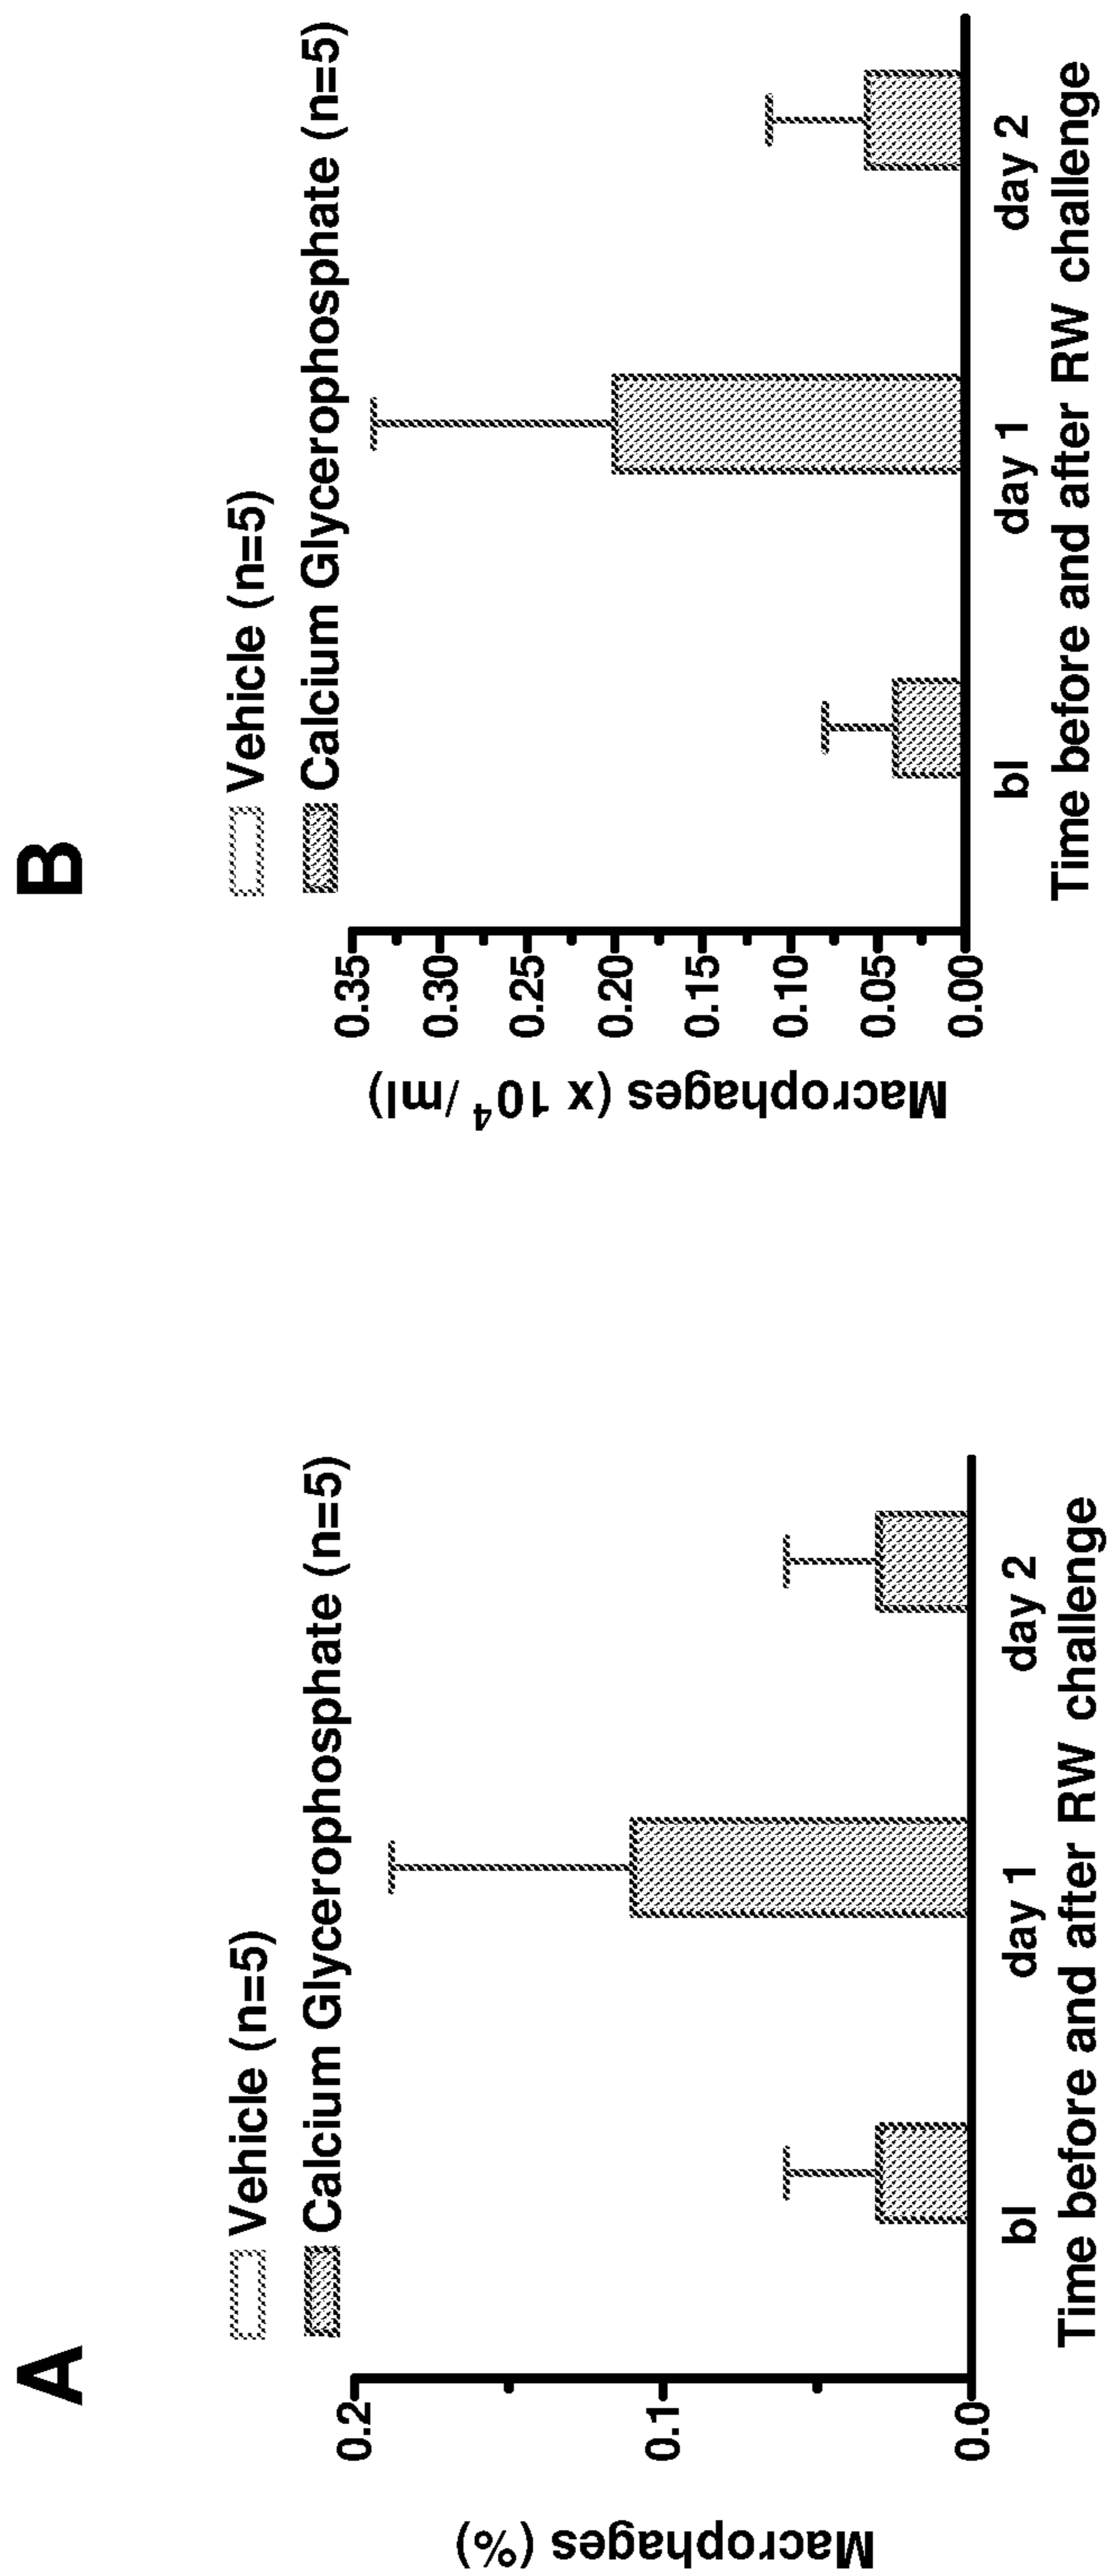 A
Vehicle (n=5)
Calcium Glycerophosphate (n=5)
Macrophages (%)
0.2
0.1
0.0
bl
day 1
day 2
Time before and after RW challenge
B
Vehicle (n=5)
Calcium Glycerophosphate (n=5)
Macrophages (x 10⁴/ml)
0.35
0.30
0.25
0.20
0.15
0.10
0.05
0.00
bl
day 1
day 2
Time before and after RW challenge